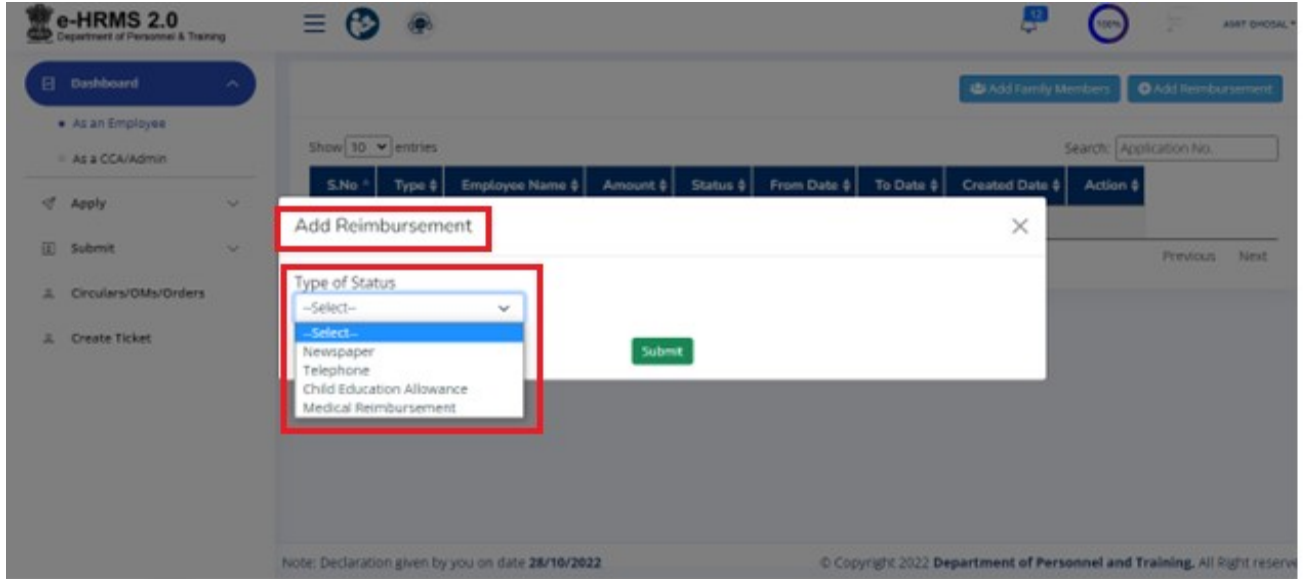 e-HRMS 2.0
Department of Personnel & Training
12
100%
ASIT GHOSAL
Dashboard
As an Employee
As a CCA/Admin
Apply
Submit
Circulars/OMs/Orders
Create Ticket
Add Family Members
Add Reimbursement
Show 10 entries
Search: Application No.
S.No Type Employee Name Amount Status From Date To Date Created Date Action
Add Reimbursement
Type of Status
--Select--
--Select--
Newspaper
Telephone
Child Education Allowance
Medical Reimbursement
Submit
Previous Next
Note: Declaration given by you on date 28/10/2022
© Copyright 2022 Department of Personnel and Training. All Right reserve